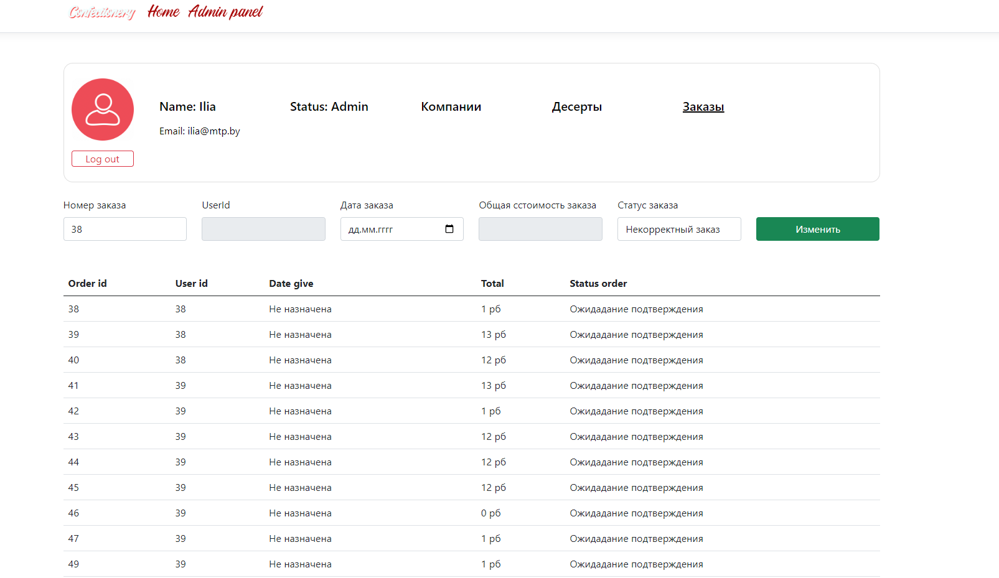 Confectionery Home Admin panel
Name: Ilia Status: Admin Компании Десерты Заказы
Email: ilia@mtp.by
Log out
Номер заказа UserId Дата заказа Общая сстоимость заказа Статус заказа
38 дд.мм.гггг Некорректный заказ Изменить
Order id User id Date give Total Status order
38 38 Не назначена 1 рб Ожидадание подтверждения
39 38 Не назначена 13 рб Ожидадание подтверждения
40 38 Не назначена 12 рб Ожидадание подтверждения
41 39 Не назначена 13 рб Ожидадание подтверждения
42 39 Не назначена 1 рб Ожидадание подтверждения
43 39 Не назначена 12 рб Ожидадание подтверждения
44 39 Не назначена 12 рб Ожидадание подтверждения
45 39 Не назначена 12 рб Ожидадание подтверждения
46 39 Не назначена 0 рб Ожидадание подтверждения
47 39 Не назначена 1 рб Ожидадание подтверждения
49 39 Не назначена 1 рб Ожидадание подтверждения